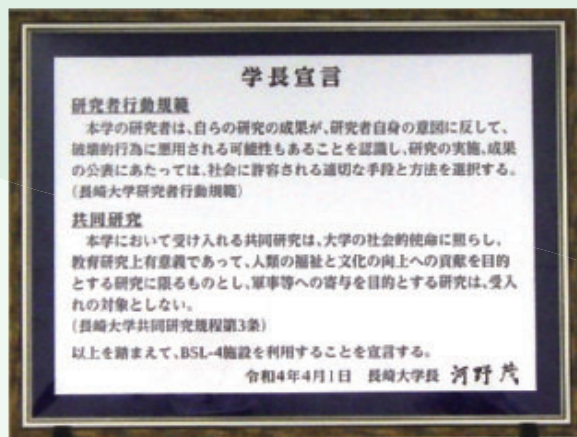 学長宣言
研究者行動規範
本学の研究者は、自らの研究の成果が、研究者自身の意図に反して、
破壊的行為に悪用される可能性もあることを認識し、研究の実施、成果
の公表にあたっては、社会に許容される適切な手段と方法を選択する。
(長崎大学研究者行動規範)
共同研究
本学において受け入れる共同研究は、大学の社会的使命に照らし、
教育研究上有意義であって、人類の福祉と文化の向上への貢献を目的
とする研究に限るものとし、軍事等への寄与を目的とする研究は、受入
れの対象としない。
(長崎大学共同研究規程第3条)
以上を踏まえて、BSL-4施設を利用することを宣言する。
令和4年4月1日 長崎大学長 河野茂